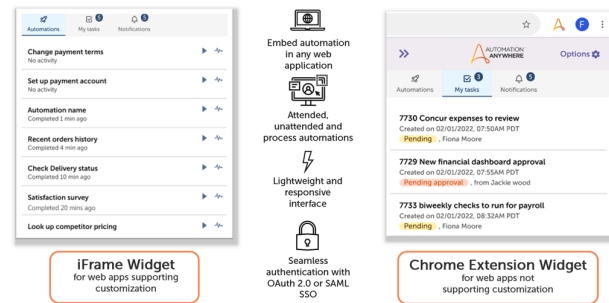 Automations
My tasks
5
Notifications
5
Change payment terms
No activity
Set up payment account
No activity
Automation name
Completed 1 min ago
Recent orders history
Completed 4 min ago
Check Delivery status
Completed 10 min ago
Satisfaction survey
Completed 20 mins ago
Look up competitor pricing
iFrame Widget
for web apps supporting
customization
Embed automation
in any web
application
Attended,
unattended and
process automations
Lightweight and
responsive
interface
Seamless
authentication with
OAuth 2.0 or SAML
SSO
F
AUTOMATION
ANYWHERE
Options
Automations
My tasks
3
Notifications
5
7730 Concur expenses to review
Created on 02/01/2022, 07:50AM PDT
Pending , Fiona Moore
7729 New financial dashboard approval
Created on 02/01/2022, 07:55AM PDT
Pending approval , from Jackie wood
7733 biweekly checks to run for payroll
Created on 02/01/2022, 08:32AM PDT
Pending , Fiona Moore
Chrome Extension Widget
for web apps not
supporting customization